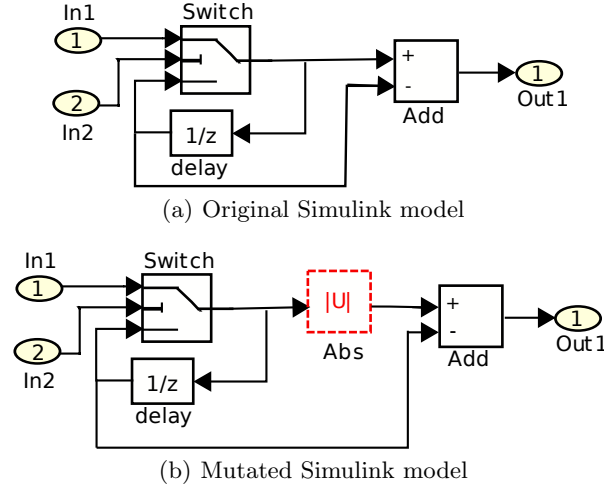 In1
Switch
1
2
In2
1/z
delay
+
-
Add
1
Out1
(a) Original Simulink model
In1
Switch
1
2
In2
1/z
delay
|U|
Abs
+
-
Add
1
Out1
(b) Mutated Simulink model